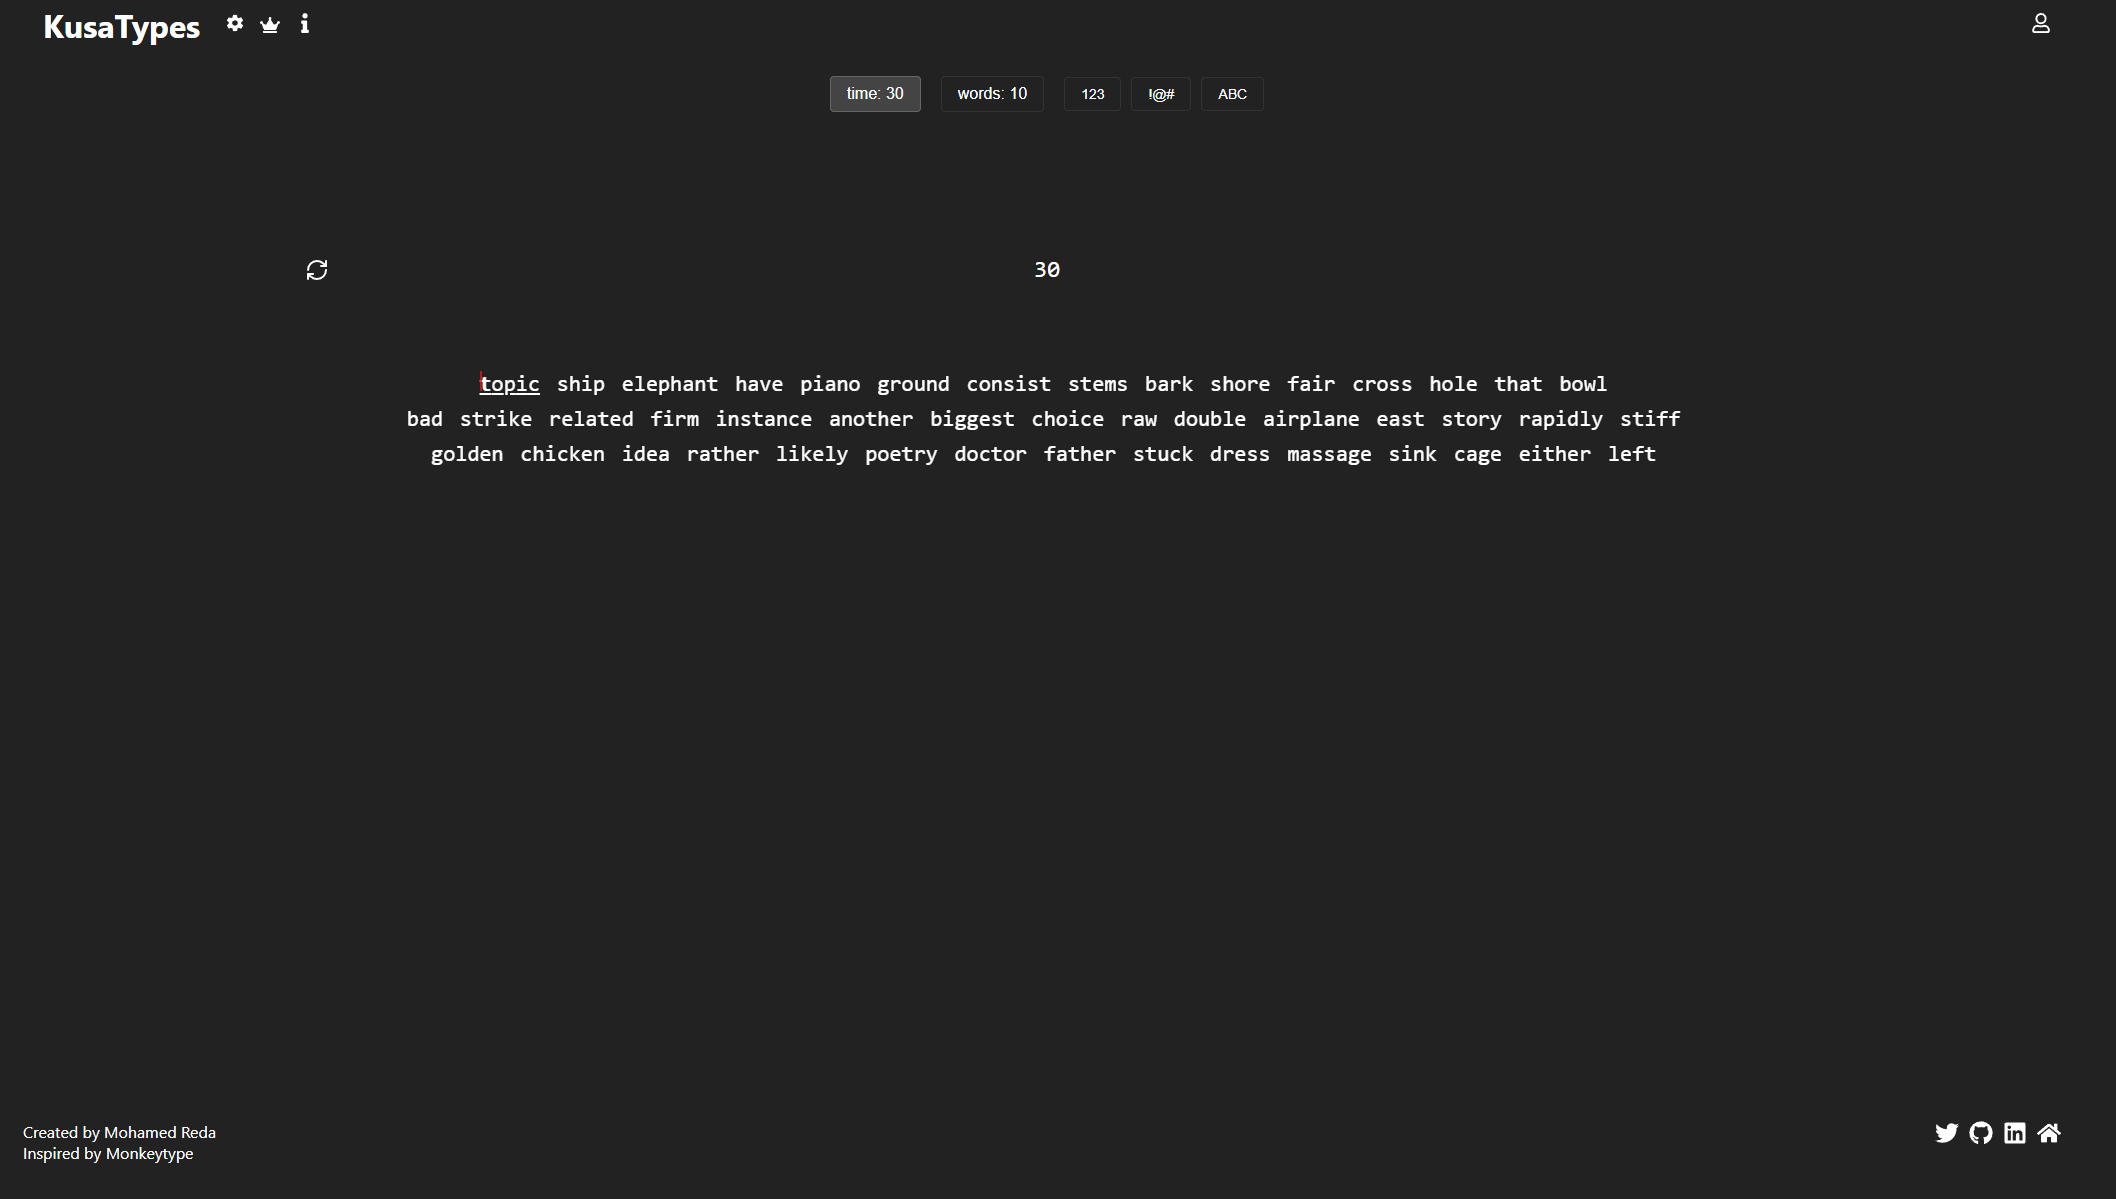 KusaTypes
time: 30 words: 10 123 !@# ABC
30
topic ship elephant have piano ground consist stems bark shore fair cross hole that bowl
bad strike related firm instance another biggest choice raw double airplane east story rapidly stiff
golden chicken idea rather likely poetry doctor father stuck dress massage sink cage either left
Created by Mohamed Reda
Inspired by Monkeytype